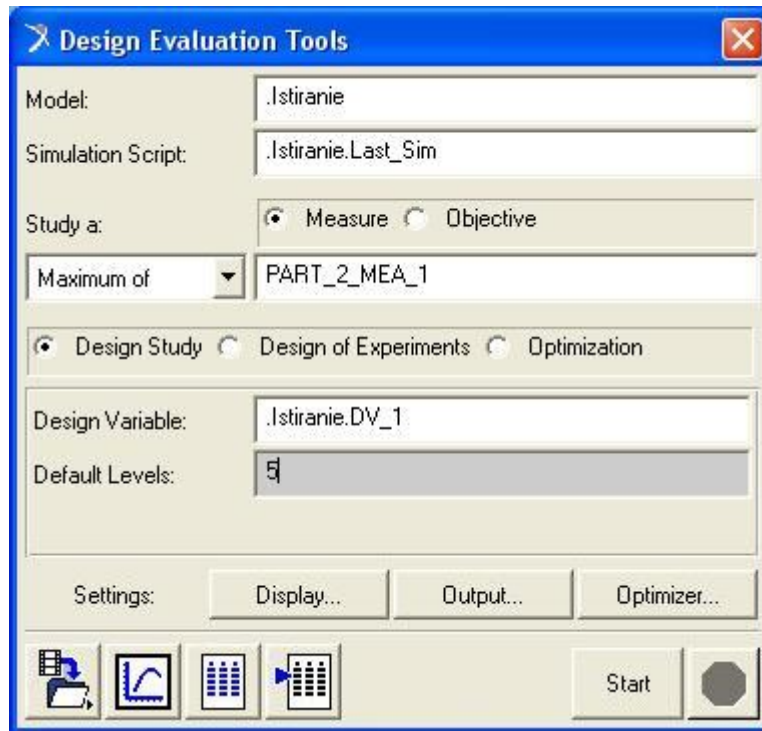 Design Evaluation Tools
Model: .Istiranie
Simulation Script: .Istiranie.Last_Sim
Study a: Measure Objective
Maximum of PART_2_MEA_1
Design Study Design of Experiments Optimization
Design Variable: .Istiranie.DV_1
Default Levels: 5
Settings: Display... Output... Optimizer...
Start